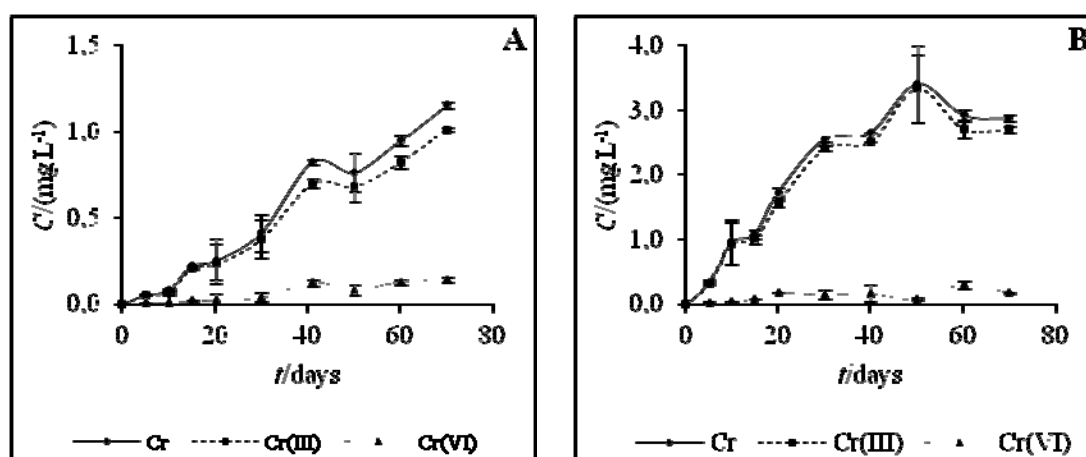 A
1,5
1,0
0,5
0,0
C/(mg L-1)
0 20 40 60 80
t/days
Cr Cr(III) Cr(VI)
B
4,0
3,0
2,0
1,0
0,0
C/(mg L-1)
0 20 40 60 80
t/days
Cr Cr(III) Cr(VI)